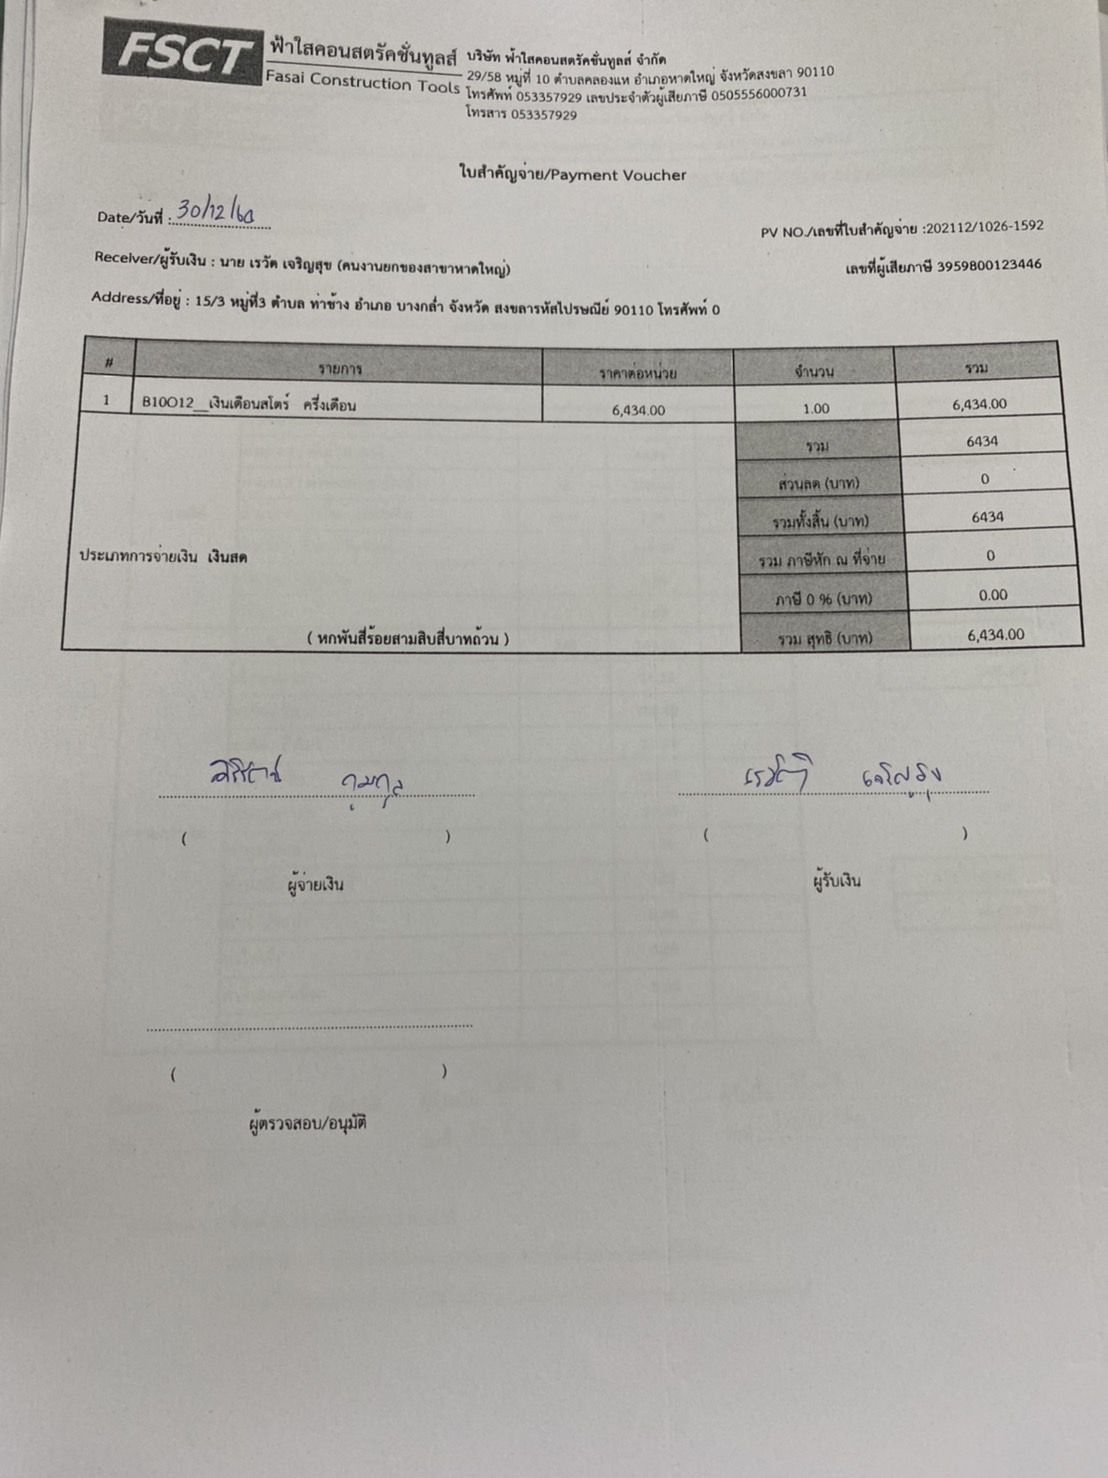 FSCT
ฟ้าใสคอนสตรัคชั่นทูลส์
Fasai Construction Tools
บริษัท ฟ้าใสคอนสตรัคชั่นทูลส์ จำกัด
29/58 หมู่ที่ 10 ตำบลคลองแห อำเภอหาดใหญ่ จังหวัดสงขลา 90110
โทรศัพท์ 053357929 เลขประจำตัวผู้เสียภาษี 0505556000731
โทรสาร 053357929
ใบสำคัญจ่าย/Payment Voucher
Date/วันที่ : 30/12/
PV NO./เลขที่ใบสำคัญจ่าย :202112/1026-1592
Receiver/ผู้รับเงิน : นาย เรวัต เจริญสุข (คนงานยกของสาขาหาดใหญ่)
เลขที่ผู้เสียภาษี 3959800123446
Address/ที่อยู่ : 15/3 หมู่ที่3 ตำบล ท่าช้าง อำเภอ บางกล่ำ จังหวัด สงขลารหัสไปรษณีย์ 90110 โทรศัพท์ 0
# รายการ ราคาต่อหน่วย จำนวน รวม
1 B10O12__เงินเดือนสโตร์ ครึ่งเดือน 6,434.00 1.00 6,434.00
รวม 6434
ส่วนลด (บาท) 0
รวมทั้งสิ้น (บาท) 6434
ประเภทการจ่ายเงิน เงินสด
รวม ภาษีหัก ณ ที่จ่าย 0
ภาษี 0 % (บาท) 0.00
( หกพันสี่ร้อยสามสิบสี่บาทถ้วน ) รวม สุทธิ (บาท) 6,434.00
( ) ( )
ผู้จ่ายเงิน ผู้รับเงิน
( )
ผู้ตรวจสอบ/อนุมัติ